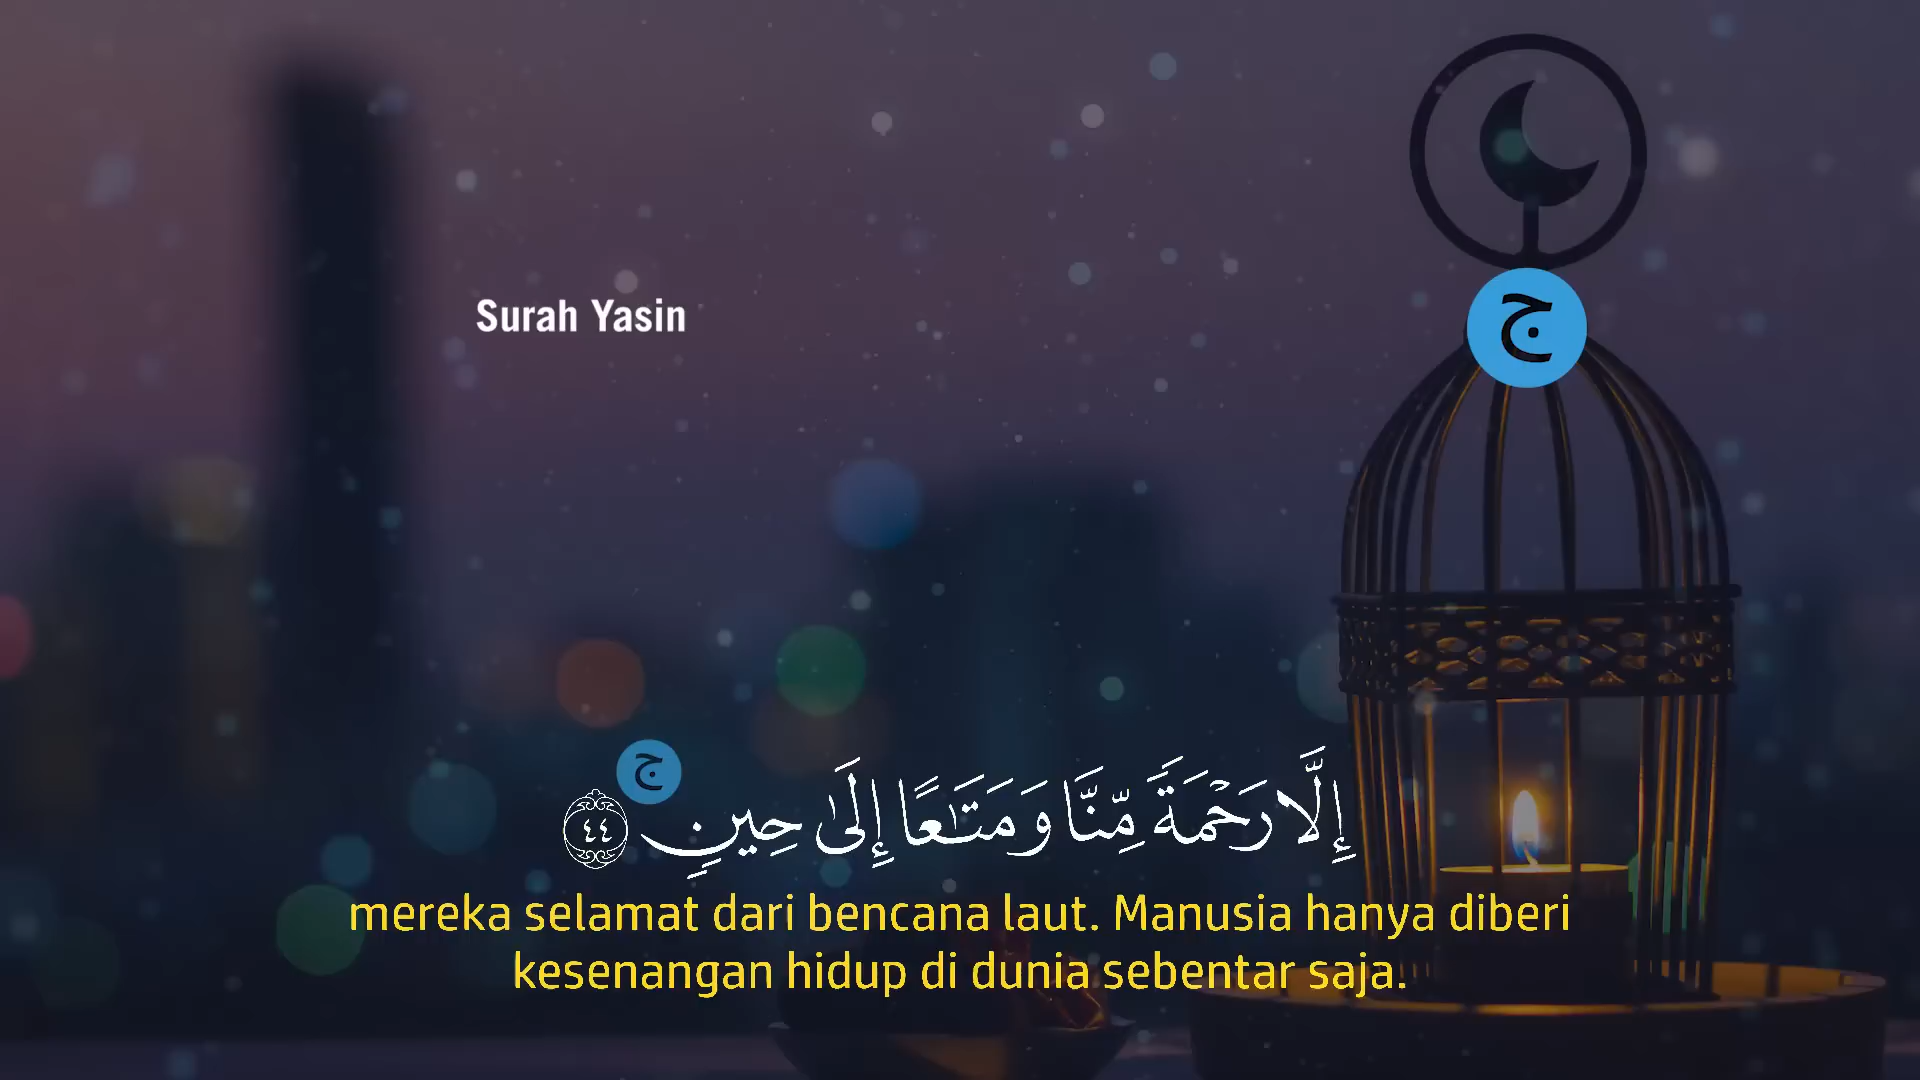 Surah Yasin
ج
ج
إِلَّا رَحْمَةً مِّنَّا وَمَتَـٰعًا إِلَىٰ حِينٍ ٤٤
mereka selamat dari bencana laut. Manusia hanya diberi
kesenangan hidup di dunia sebentar saja.